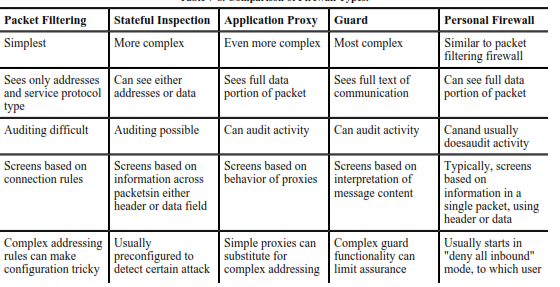 Packet Filtering Stateful Inspection Application Proxy Guard Personal Firewall
Simplest More complex Even more complex Most complex Similar to packet
filtering firewall
Sees only addresses Can see either Sees full data Sees full text of Can see full data
and service protocol addresses or data portion of packet communication portion of packet
type
Auditing difficult Auditing possible Can audit activity Can audit activity Canand usually
doesaudit activity
Screens based on Screens based on Screens based on Screens based on Typically, screens
connection rules information across behavior of proxies interpretation of based on
packetsin either message content information in a
header or data field single packet, using
header or data
Complex addressing Usually Simple proxies can Complex guard Usually starts in
rules can make preconfigured to substitute for functionality can "deny all inbound"
configuration tricky detect certain attack complex addressing limit assurance mode, to which user